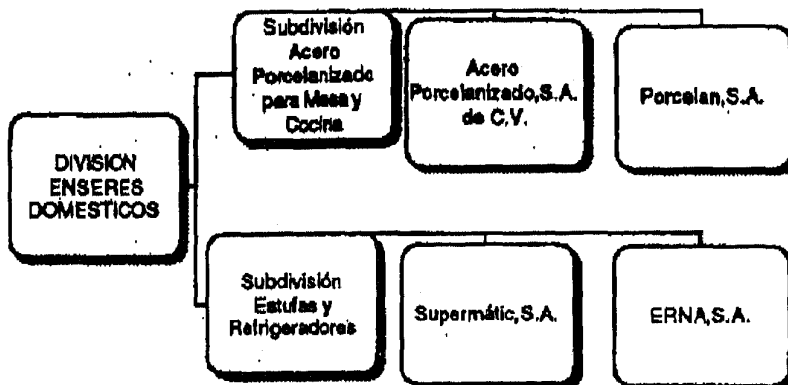 Subdivisión
Acero
Porcelanizado
para Mesa y
Cocina
Acero
Porcelanizado,S.A.
de C.V.
Porcelan,S.A.
DIVISION
ENSERES
DOMESTICOS
Subdivisión
Estufas y
Refrigeradores
Supermátic,S.A.
ERNA,S.A.